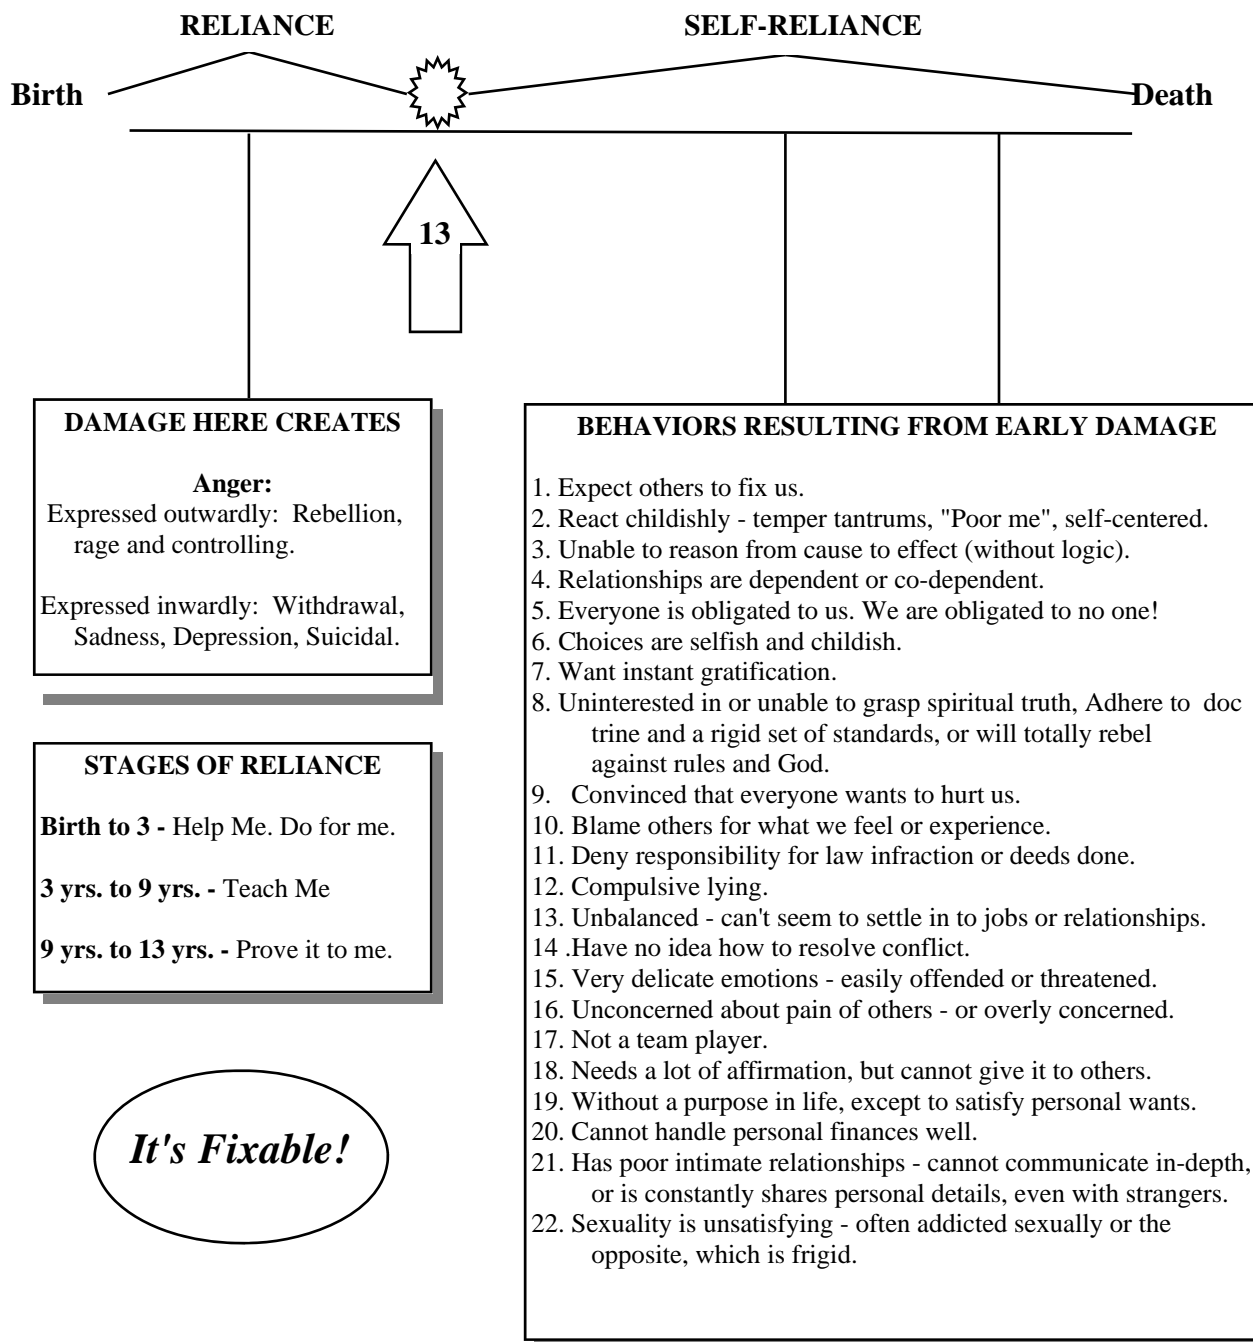 RELIANCE
SELF-RELIANCE
Birth
Death
13
DAMAGE HERE CREATES
Anger:
Expressed outwardly: Rebellion,
rage and controlling.
Expressed inwardly: Withdrawal,
Sadness, Depression, Suicidal.
STAGES OF RELIANCE
Birth to 3 - Help Me. Do for me.
3 yrs. to 9 yrs. - Teach Me
9 yrs. to 13 yrs. - Prove it to me.
It's Fixable!
BEHAVIORS RESULTING FROM EARLY DAMAGE
1. Expect others to fix us.
2. React childishly - temper tantrums, "Poor me", self-centered.
3. Unable to reason from cause to effect (without logic).
4. Relationships are dependent or co-dependent.
5. Everyone is obligated to us. We are obligated to no one!
6. Choices are selfish and childish.
7. Want instant gratification.
8. Uninterested in or unable to grasp spiritual truth, Adhere to doc
trine and a rigid set of standards, or will totally rebel
against rules and God.
9. Convinced that everyone wants to hurt us.
10. Blame others for what we feel or experience.
11. Deny responsibility for law infraction or deeds done.
12. Compulsive lying.
13. Unbalanced - can't seem to settle in to jobs or relationships.
14 .Have no idea how to resolve conflict.
15. Very delicate emotions - easily offended or threatened.
16. Unconcerned about pain of others - or overly concerned.
17. Not a team player.
18. Needs a lot of affirmation, but cannot give it to others.
19. Without a purpose in life, except to satisfy personal wants.
20. Cannot handle personal finances well.
21. Has poor intimate relationships - cannot communicate in-depth,
or is constantly shares personal details, even with strangers.
22. Sexuality is unsatisfying - often addicted sexually or the
opposite, which is frigid.